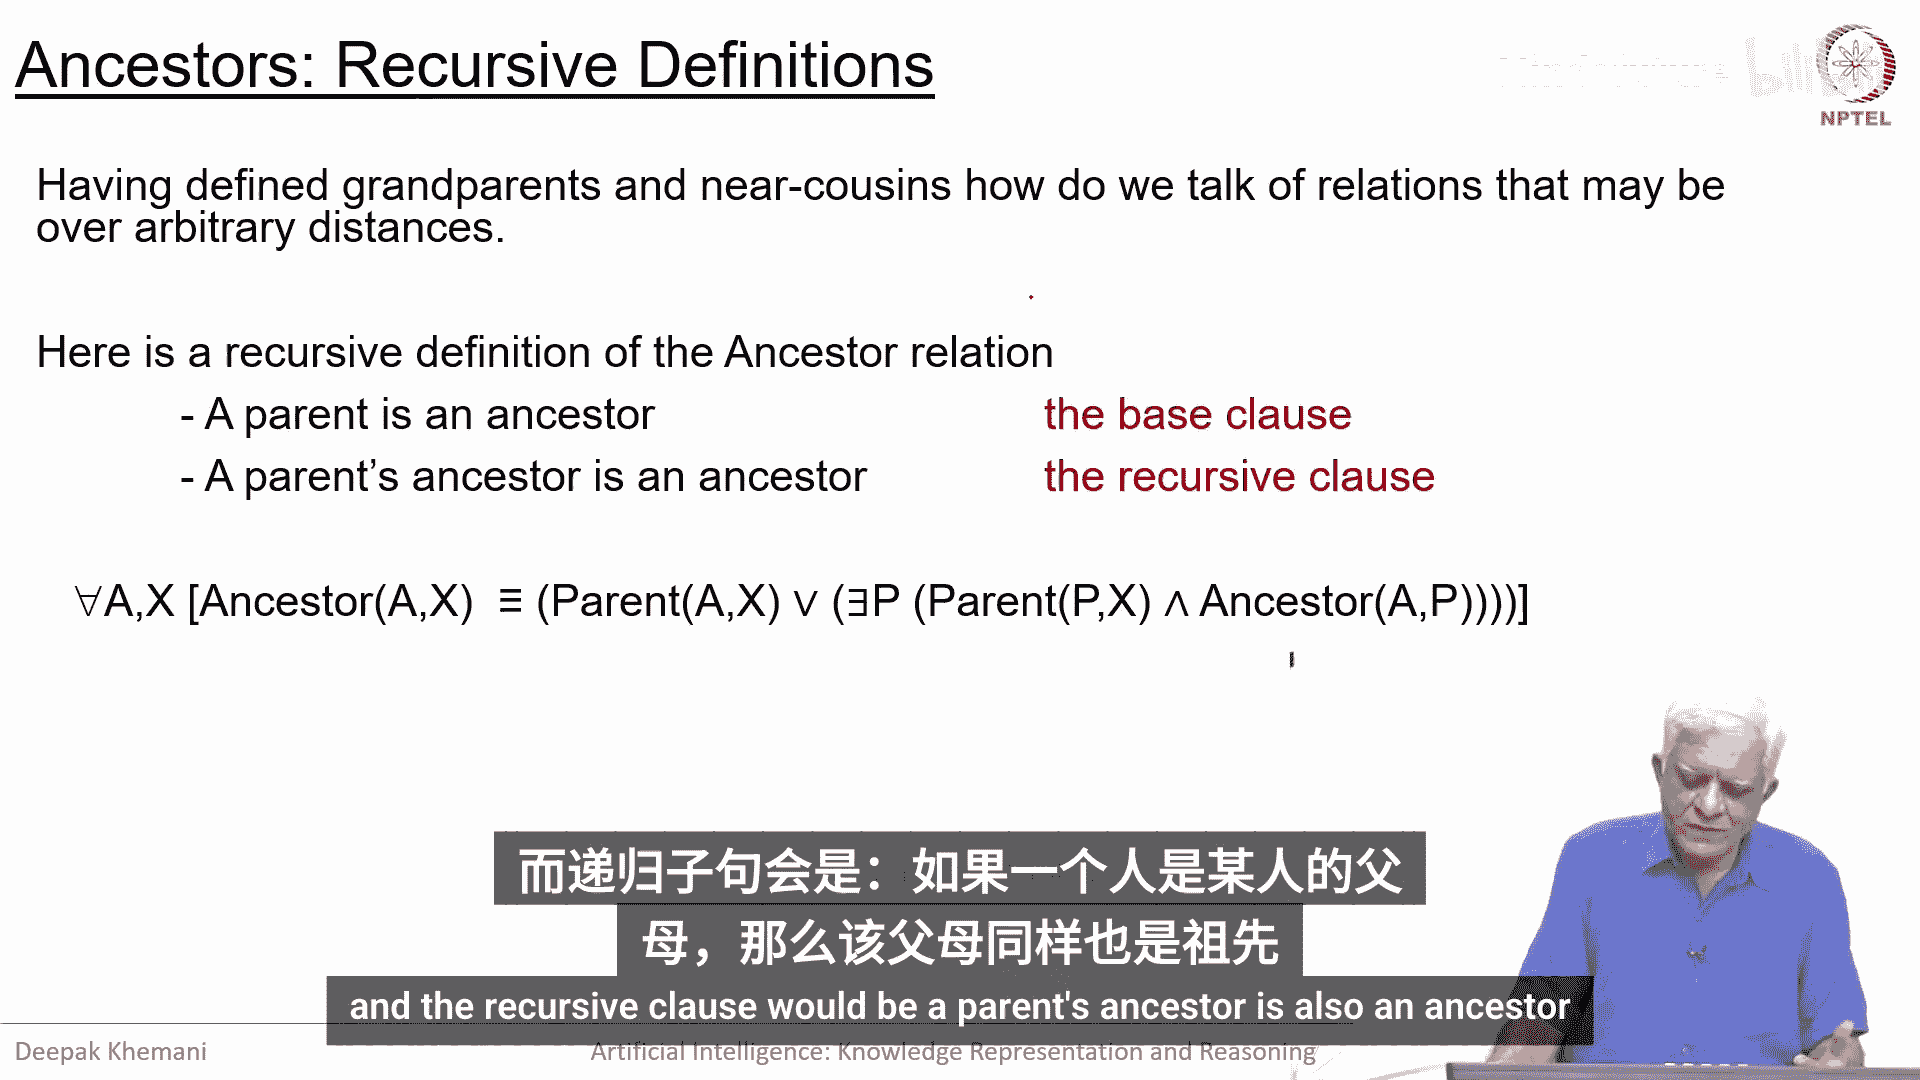 Ancestors: Recursive Definitions
NPTEL
Having defined grandparents and near-cousins how do we talk of relations that may be
over arbitrary distances.
Here is a recursive definition of the Ancestor relation
- A parent is an ancestor the base clause
- A parent’s ancestor is an ancestor the recursive clause
∀A,X [Ancestor(A,X) ≡ (Parent(A,X) ∨ (∃P (Parent(P,X) ∧ Ancestor(A,P))))]
而递归子句会是：如果一个人是某人的父
母，那么该父母同样也是祖先
and the recursive clause would be a parent's ancestor is also an ancestor
Deepak Khemani
Artificial Intelligence: Knowledge Representation and Reasoning